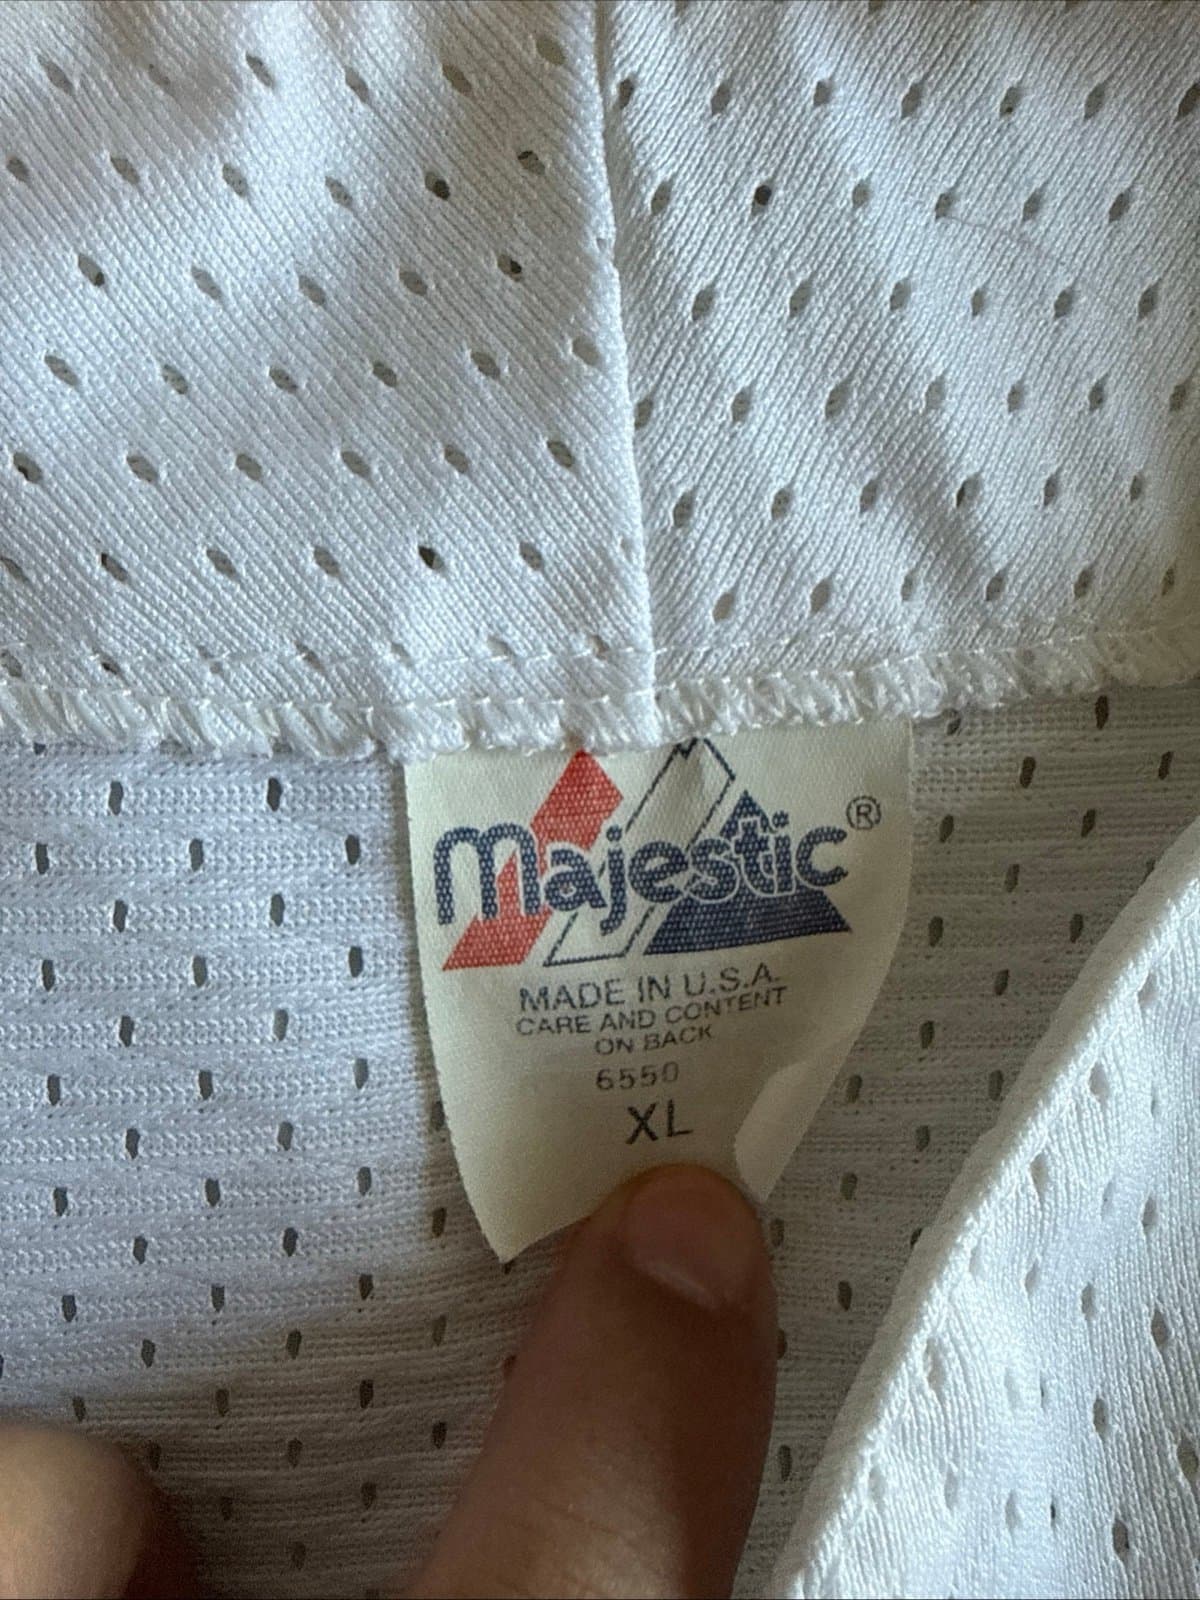 Majestic®
MADE IN U.S.A.
CARE AND CONTENT
ON BACK
6550
XL